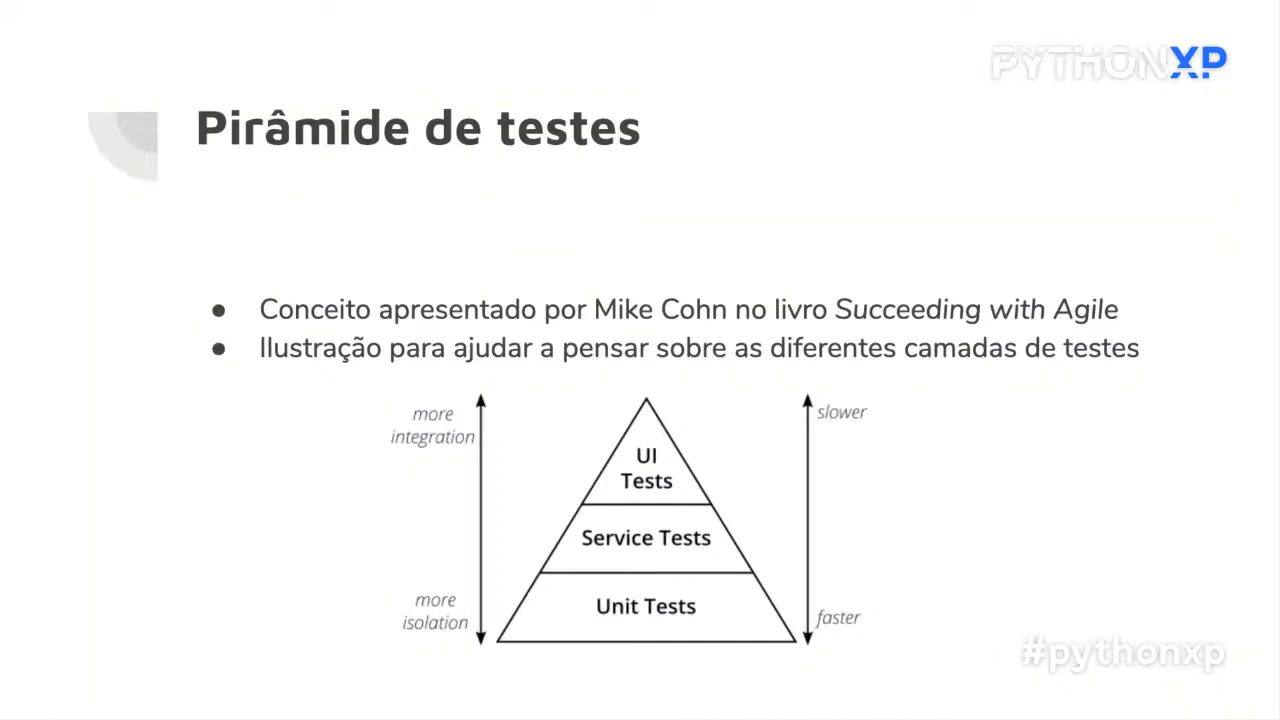 PYTHONXP
Pirâmide de testes
● Conceito apresentado por Mike Cohn no livro Succeeding with Agile
● Ilustração para ajudar a pensar sobre as diferentes camadas de testes
more
integration
slower
UI
Tests
Service Tests
Unit Tests
more
isolation
faster
#pythonxp